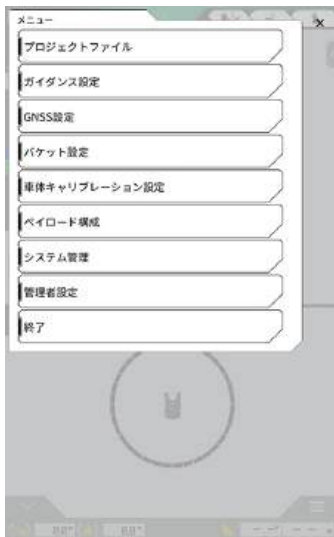 メニュー
×
プロジェクトファイル
ガイダンス設定
GNSS設定
バケット設定
車体キャリブレーション設定
ペイロード構成
システム管理
管理者設定
終了